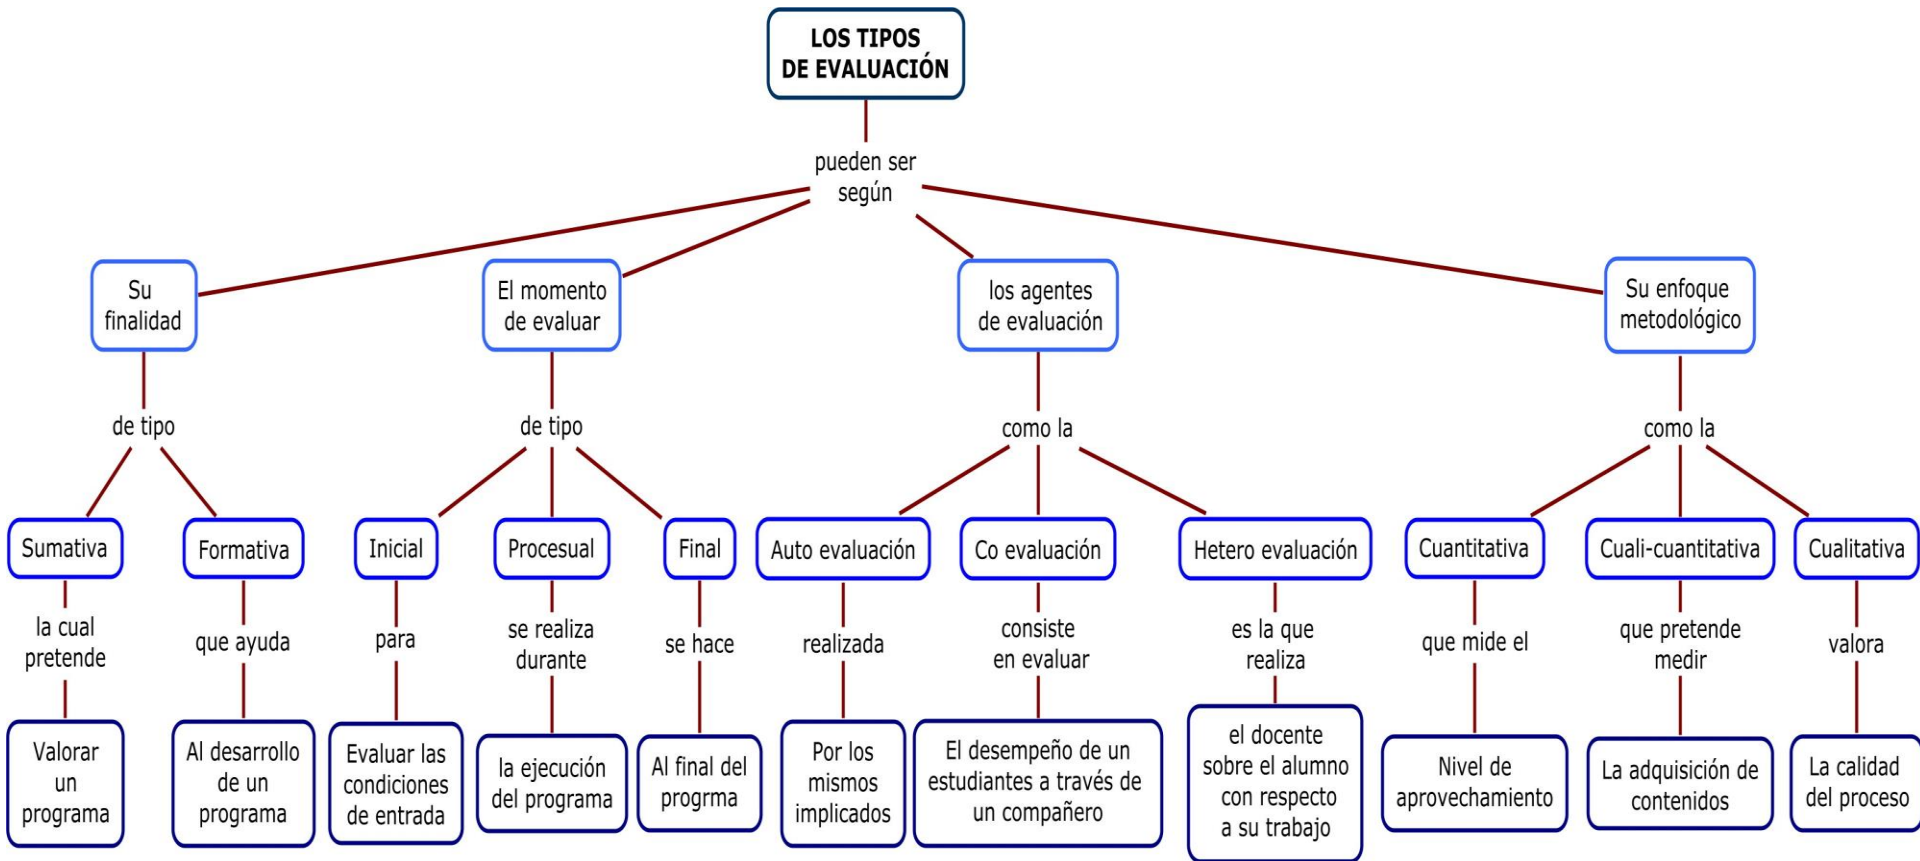 LOS TIPOS
DE EVALUACIÓN
pueden ser
según
Su
finalidad
El momento
de evaluar
los agentes
de evaluación
Su enfoque
metodológico
de tipo
de tipo
como la
como la
Sumativa
Formativa
Inicial
Procesual
Final
Auto evaluación
Co evaluación
Hetero evaluación
Cuantitativa
Cuali-cuantitativa
Cualitativa
la cual
pretende
que ayuda
para
se realiza
durante
se hace
realizada
consiste
en evaluar
es la que
realiza
que mide el
que pretende
medir
valora
Valorar
un
programa
Al desarrollo
de un
programa
Evaluar las
condiciones
de entrada
la ejecución
del programa
Al final del
progrma
Por los
mismos
implicados
El desempeño de un
estudiantes a través de
un compañero
el docente
sobre el alumno
con respecto
a su trabajo
Nivel de
aprovechamiento
La adquisición de
contenidos
La calidad
del proceso